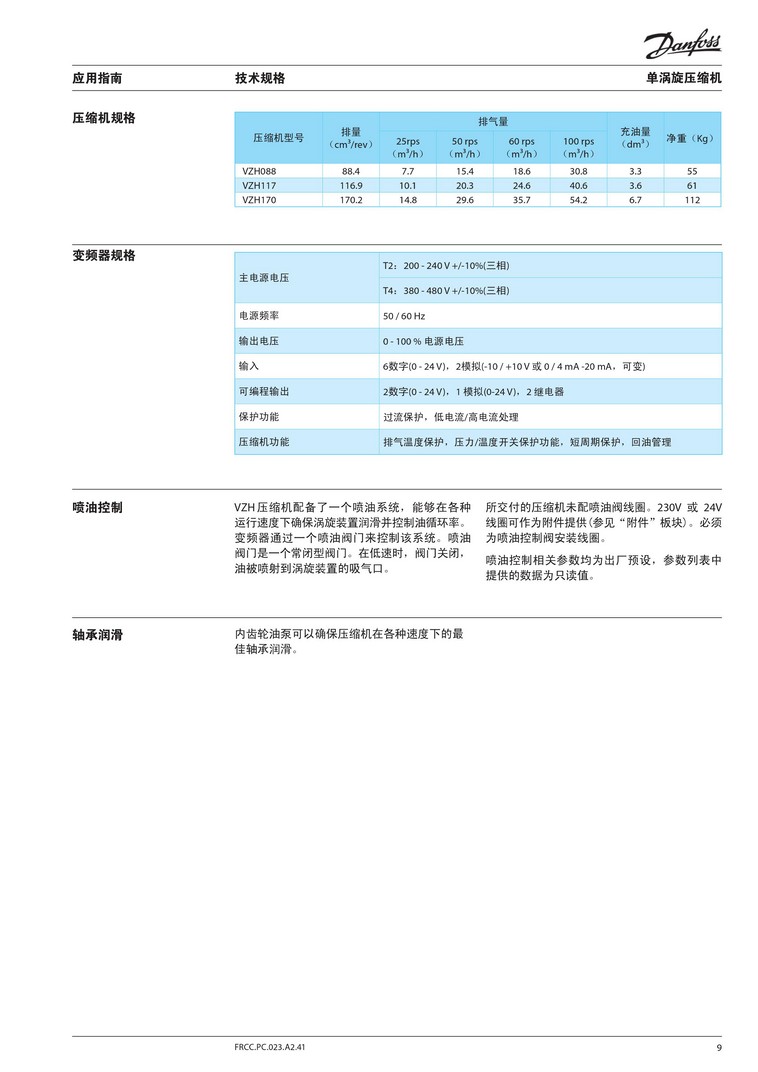 Danfoss
应用指南 技术规格 单涡旋压缩机
压缩机规格
压缩机型号 排量（cm³/rev） 排气量 充油量（dm³） 净重（Kg）
25rps（m³/h） 50 rps（m³/h） 60 rps（m³/h） 100 rps（m³/h）
VZH088 88.4 7.7 15.4 18.6 30.8 3.3 55
VZH117 116.9 10.1 20.3 24.6 40.6 3.6 61
VZH170 170.2 14.8 29.6 35.7 54.2 6.7 112
变频器规格
主电源电压 T2：200 - 240 V +/-10%(三相)
T4：380 - 480 V +/-10%(三相)
电源频率 50 / 60 Hz
输出电压 0 - 100 % 电源电压
输入 6数字(0 - 24 V)，2模拟(-10 / +10 V 或 0 / 4 mA -20 mA，可变)
可编程输出 2数字(0 - 24 V)，1 模拟(0-24 V)，2 继电器
保护功能 过流保护，低电流/高电流处理
压缩机功能 排气温度保护，压力/温度开关保护功能，短周期保护，回油管理
喷油控制
VZH 压缩机配备了一个喷油系统，能够在各种
运行速度下确保涡旋装置润滑并控制油循环率。
变频器通过一个喷油阀门来控制该系统。喷油
阀门是一个常闭型阀门。在低速时，阀门关闭，
油被喷射到涡旋装置的吸气口。
所交付的压缩机未配喷油阀线圈。230V 或 24V
线圈可作为附件提供（参见“附件”板块）。必须
为喷油控制阀安装线圈。
喷油控制相关参数均为出厂预设，参数列表中
提供的数据为只读值。
轴承润滑
内齿轮油泵可以确保压缩机在各种速度下的最
佳轴承润滑。
FRCC.PC.023.A2.41 9